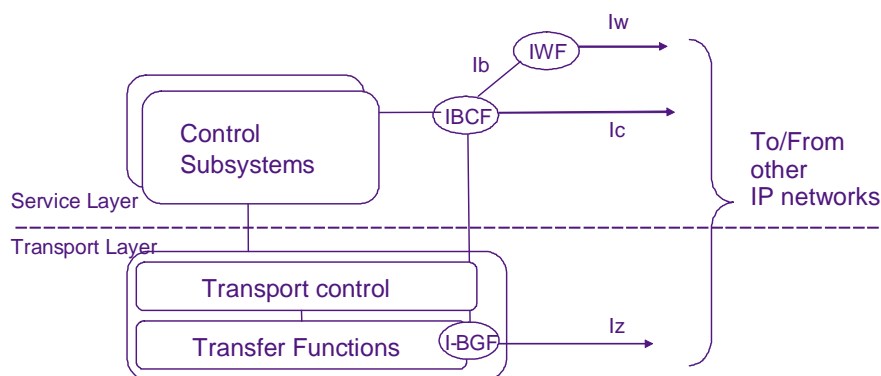 Iw
IWF
Ib
IBCF
Ic
Control
Subsystems
To/From
other
IP networks
Service Layer
Transport Layer
Transport control
Transfer Functions
I-BGF
Iz